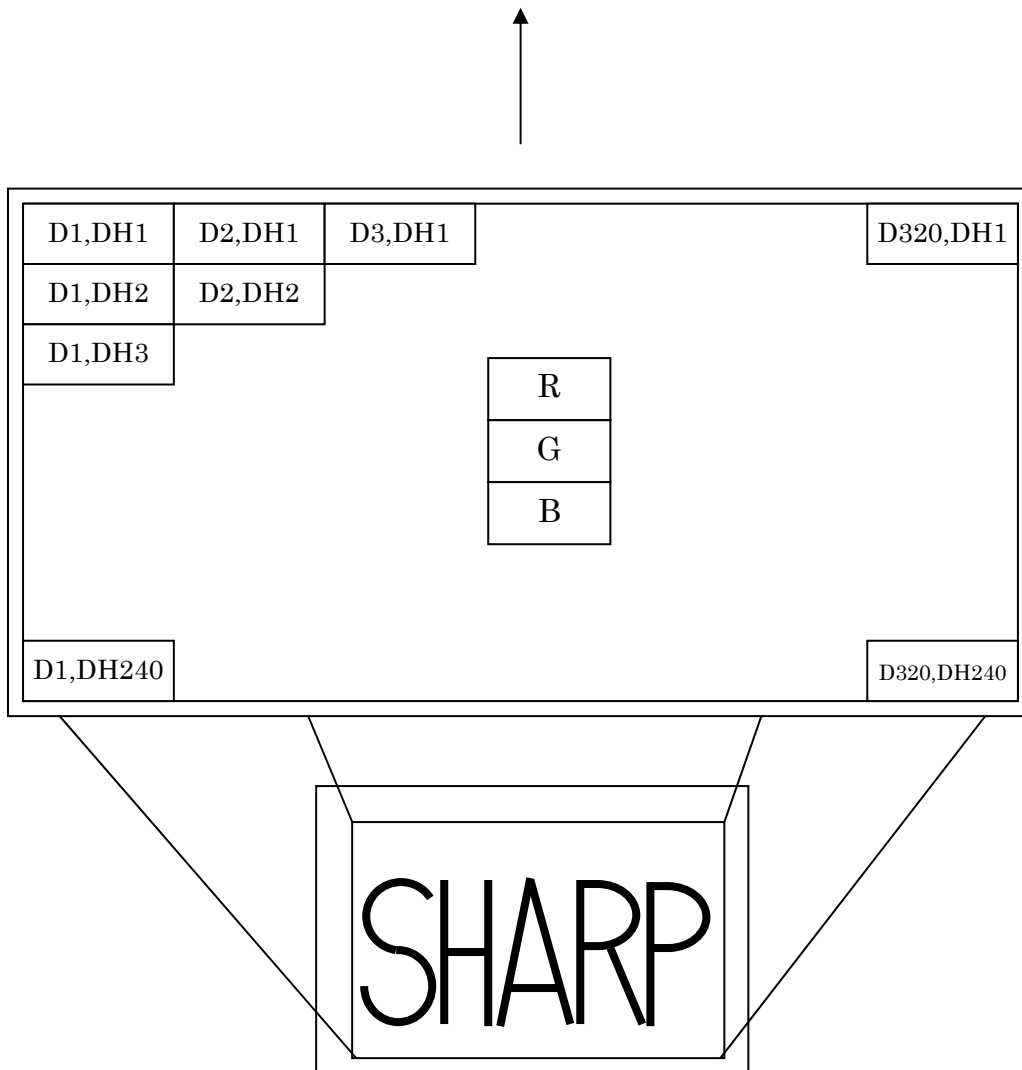 D1,DH1 D2,DH1 D3,DH1 D320,DH1
D1,DH2 D2,DH2
D1,DH3
R
G
B
D1,DH240 D320,DH240
SHARP